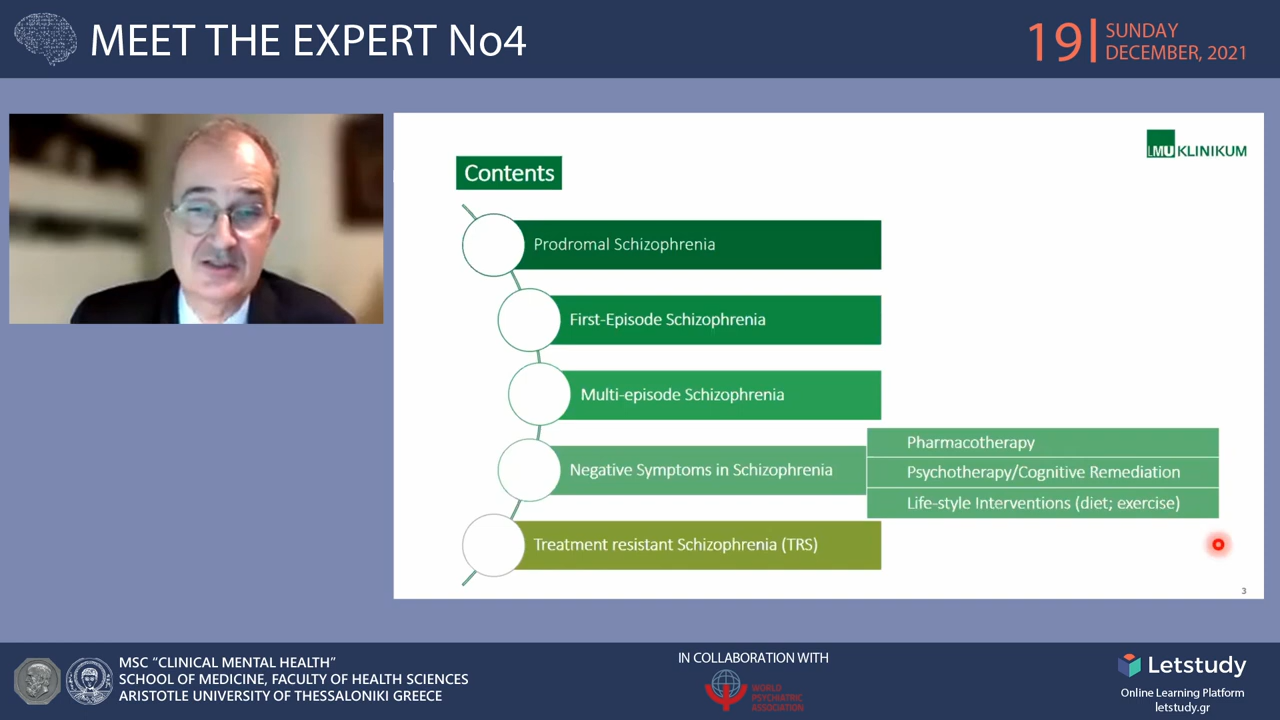 MEET THE EXPERT No4
19
SUNDAY
DECEMBER, 2021
LMU KLINIKUM
Contents
Prodromal Schizophrenia
First-Episode Schizophrenia
Multi-episode Schizophrenia
Negative Symptoms in Schizophrenia
Pharmacotherapy
Psychotherapy/Cognitive Remediation
Life-style Interventions (diet; exercise)
Treatment resistant Schizophrenia (TRS)
3
MSC “CLINICAL MENTAL HEALTH”
SCHOOL OF MEDICINE, FACULTY OF HEALTH SCIENCES
ARISTOTLE UNIVERSITY OF THESSALONIKI GREECE
IN COLLABORATION WITH
WORLD
PSYCHIATRIC
ASSOCIATION
Letstudy
Online Learning Platform
letstudy.gr